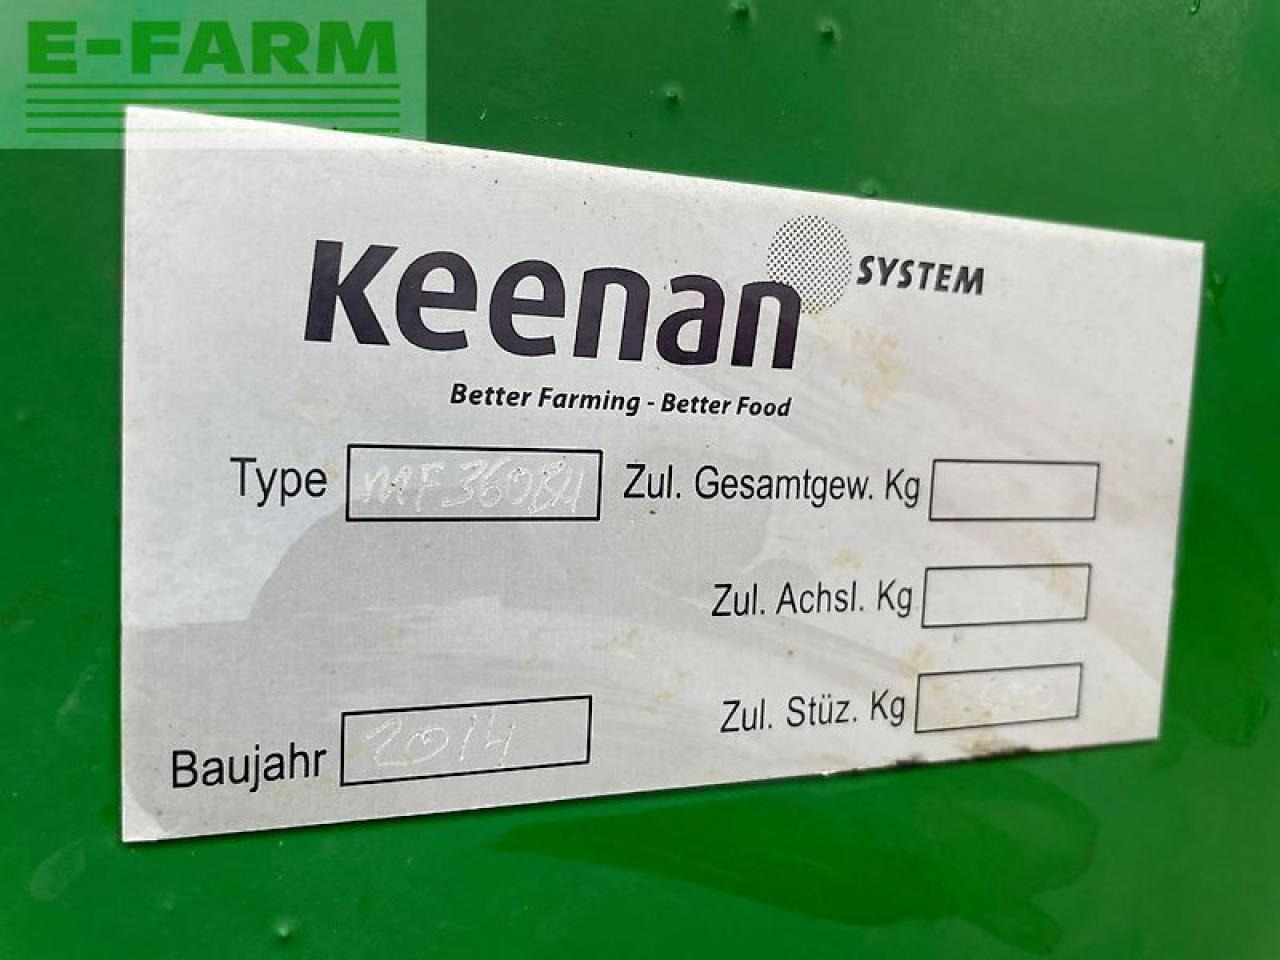 E-FARM
Keenan SYSTEM
Better Farming - Better Food
Type MF360BH Zul. Gesamtgew. Kg
Zul. Achsl. Kg
Zul. Stüz. Kg
Baujahr 2014